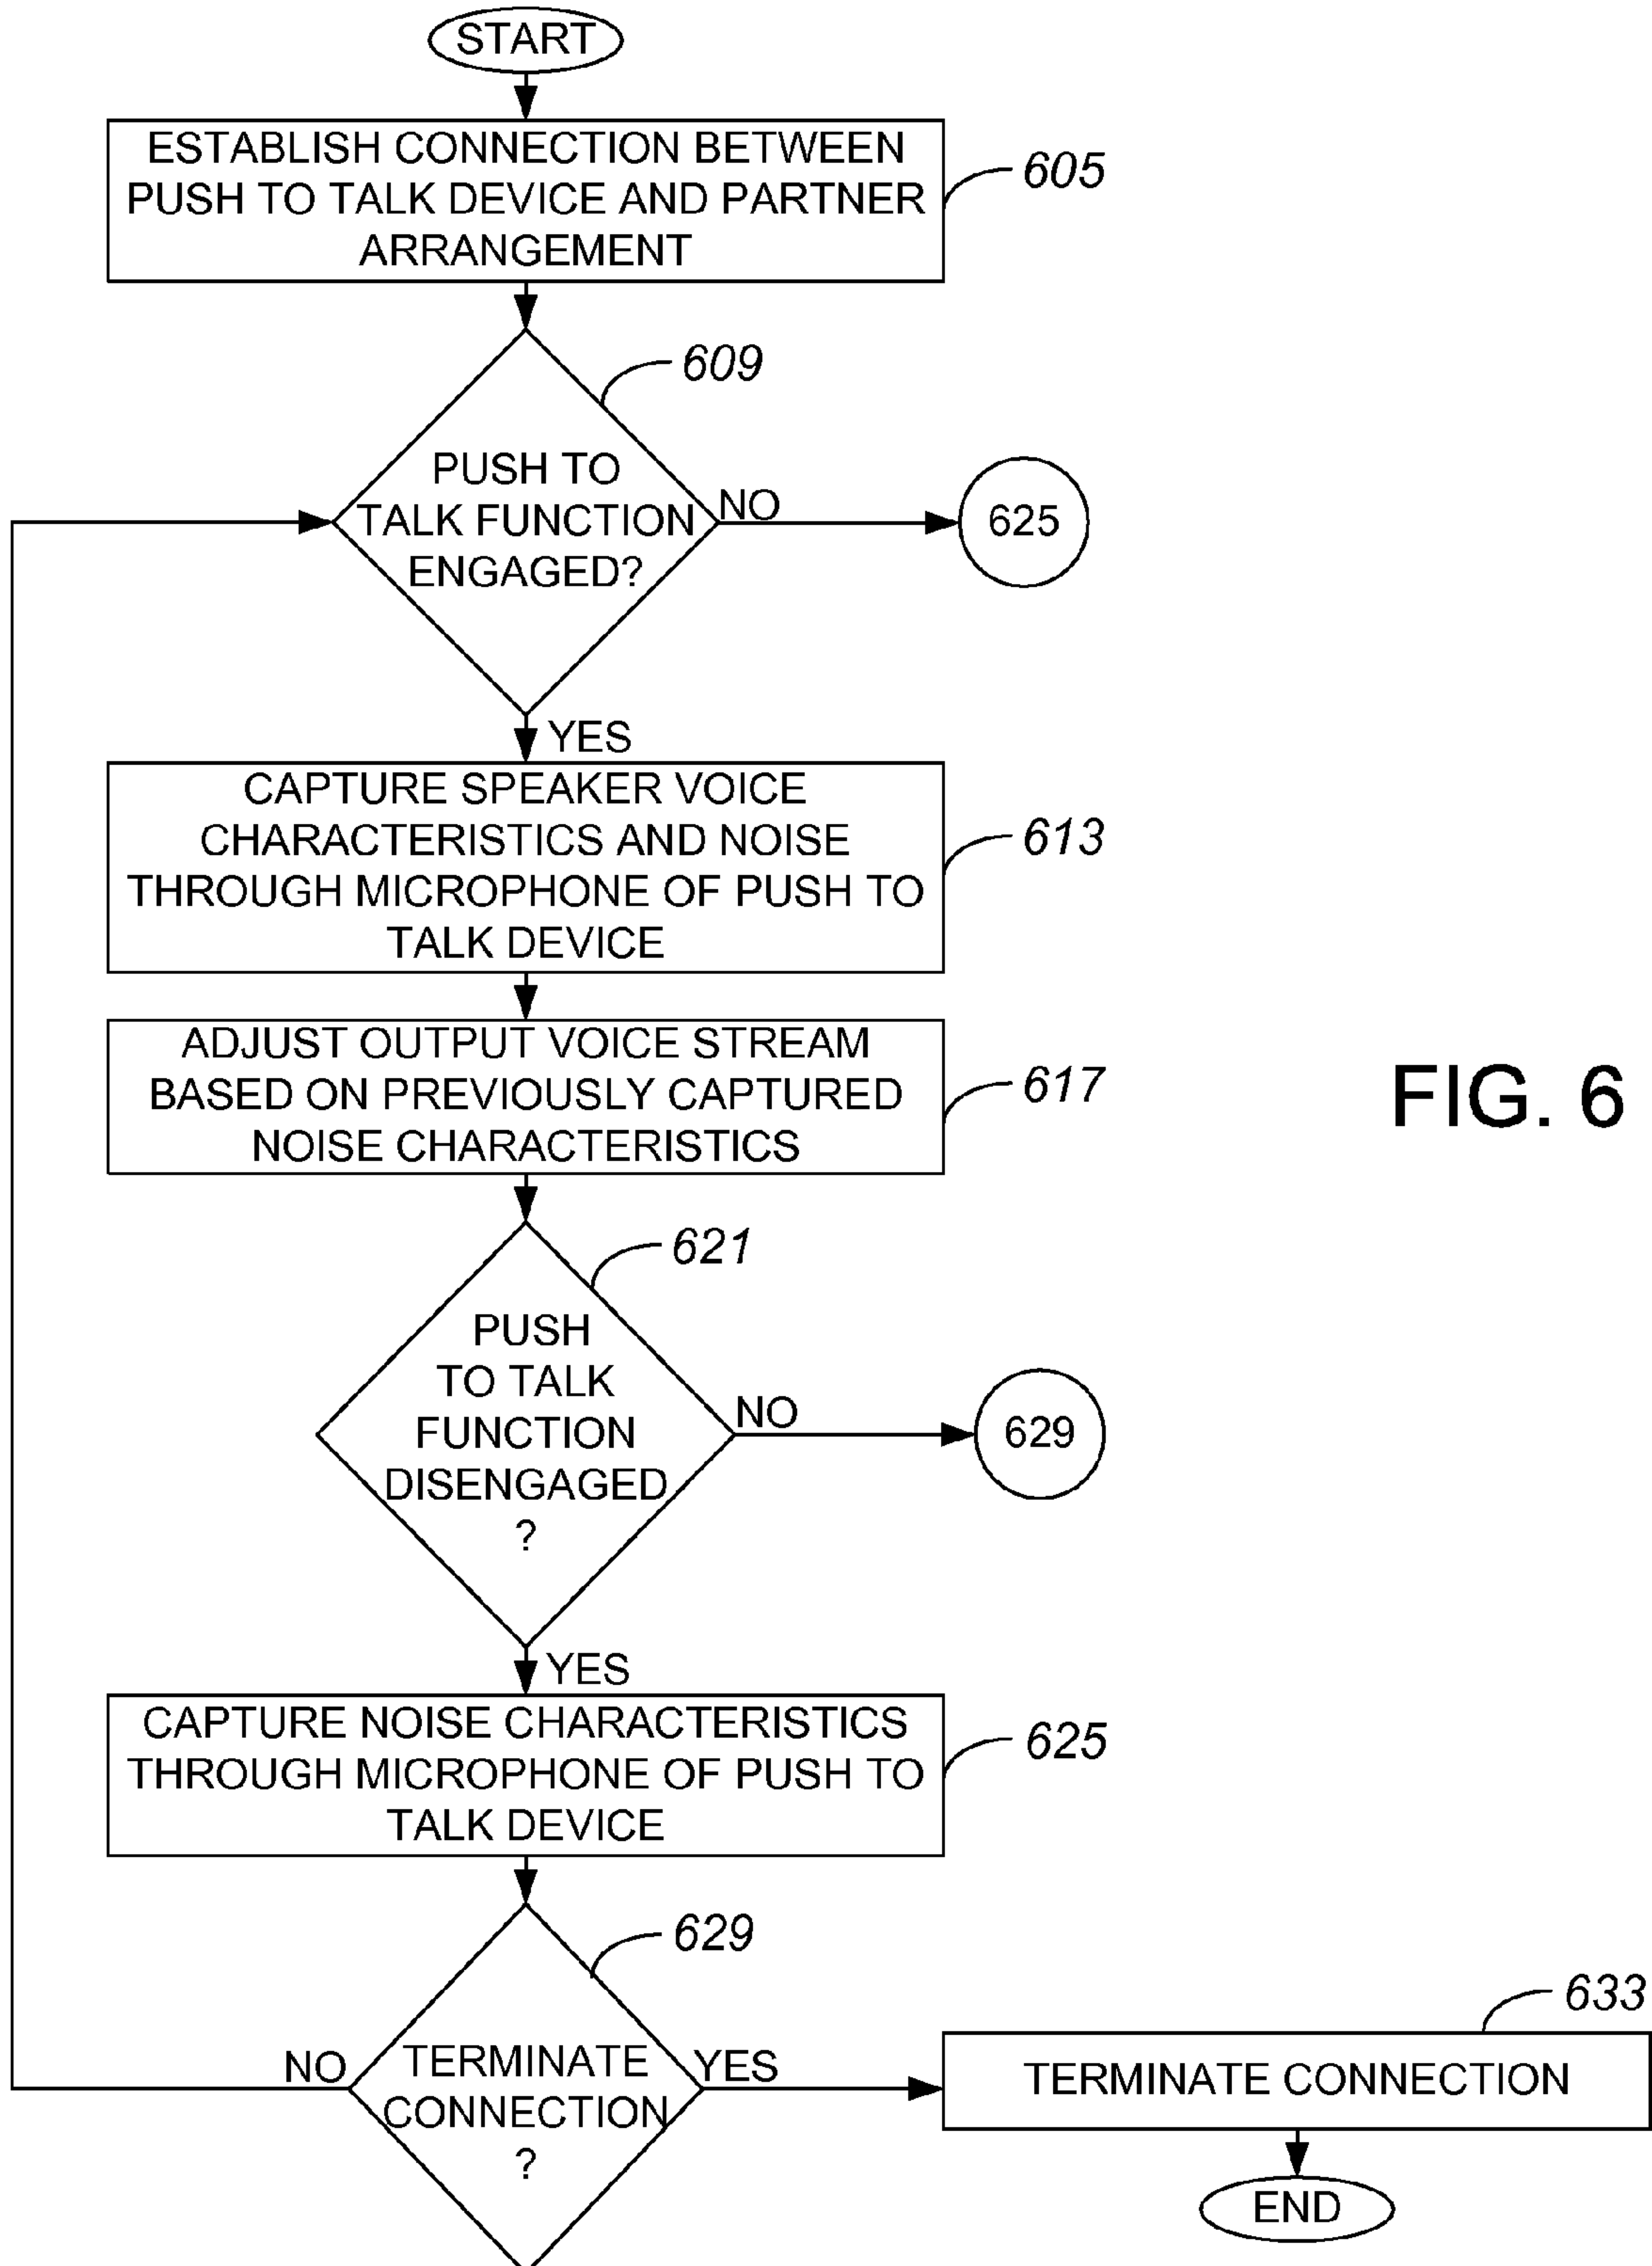 START
ESTABLISH CONNECTION BETWEEN
PUSH TO TALK DEVICE AND PARTNER
ARRANGEMENT
605
609
PUSH TO
TALK FUNCTION
ENGAGED?
NO
625
YES
CAPTURE SPEAKER VOICE
CHARACTERISTICS AND NOISE
THROUGH MICROPHONE OF PUSH TO
TALK DEVICE
613
ADJUST OUTPUT VOICE STREAM
BASED ON PREVIOUSLY CAPTURED
NOISE CHARACTERISTICS
617
FIG. 6
621
PUSH
TO TALK
FUNCTION
DISENGAGED
?
NO
629
YES
CAPTURE NOISE CHARACTERISTICS
THROUGH MICROPHONE OF PUSH TO
TALK DEVICE
625
629
NO
TERMINATE
CONNECTION
?
YES
633
TERMINATE CONNECTION
END